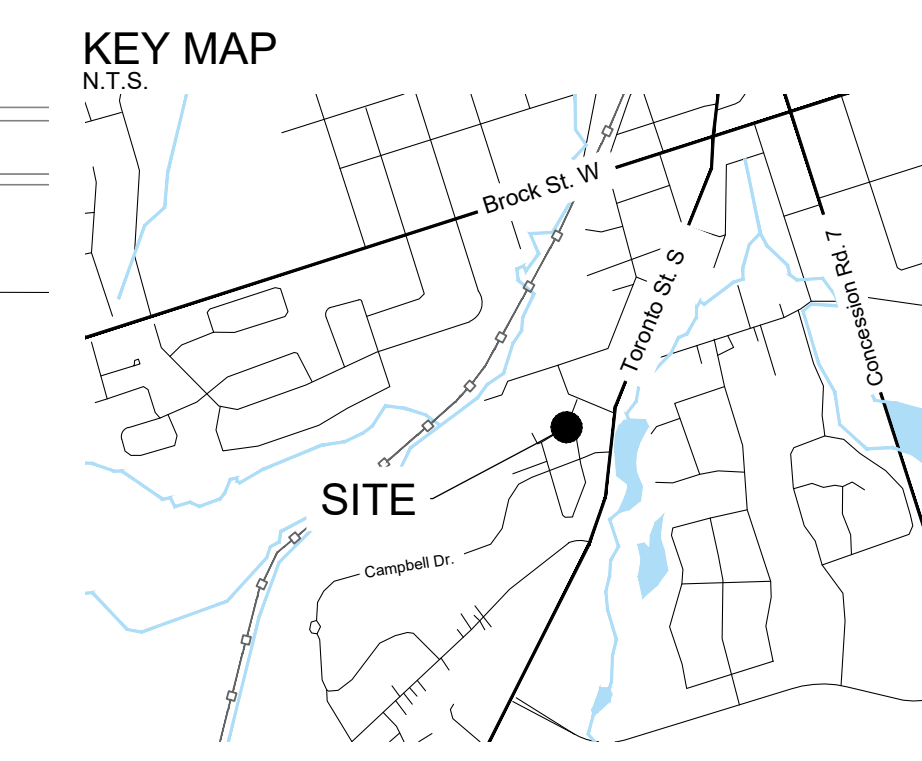 KEY MAP
N.T.S.
Brock St. W
Toronto St. S
Concession Rd. 7
SITE
Campbell Dr.